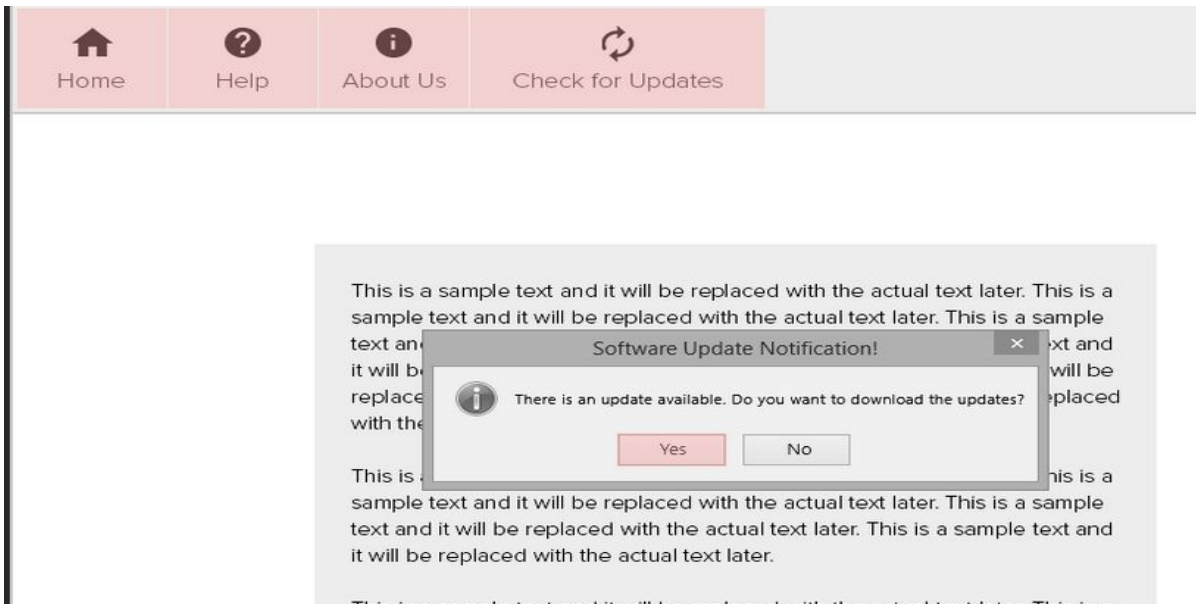 Home Help About Us Check for Updates
This is a sample text and it will be replaced with the actual text later. This is a
sample text and it will be replaced with the actual text later. This is a sample
text and
it will be
will be
with the
Software Update Notification!
There is an update available. Do you want to download the updates?
Yes No
This is
his is a
sample text and it will be replaced with the actual text later. This is a sample
text and it will be replaced with the actual text later. This is a sample text and
it will be replaced with the actual text later.